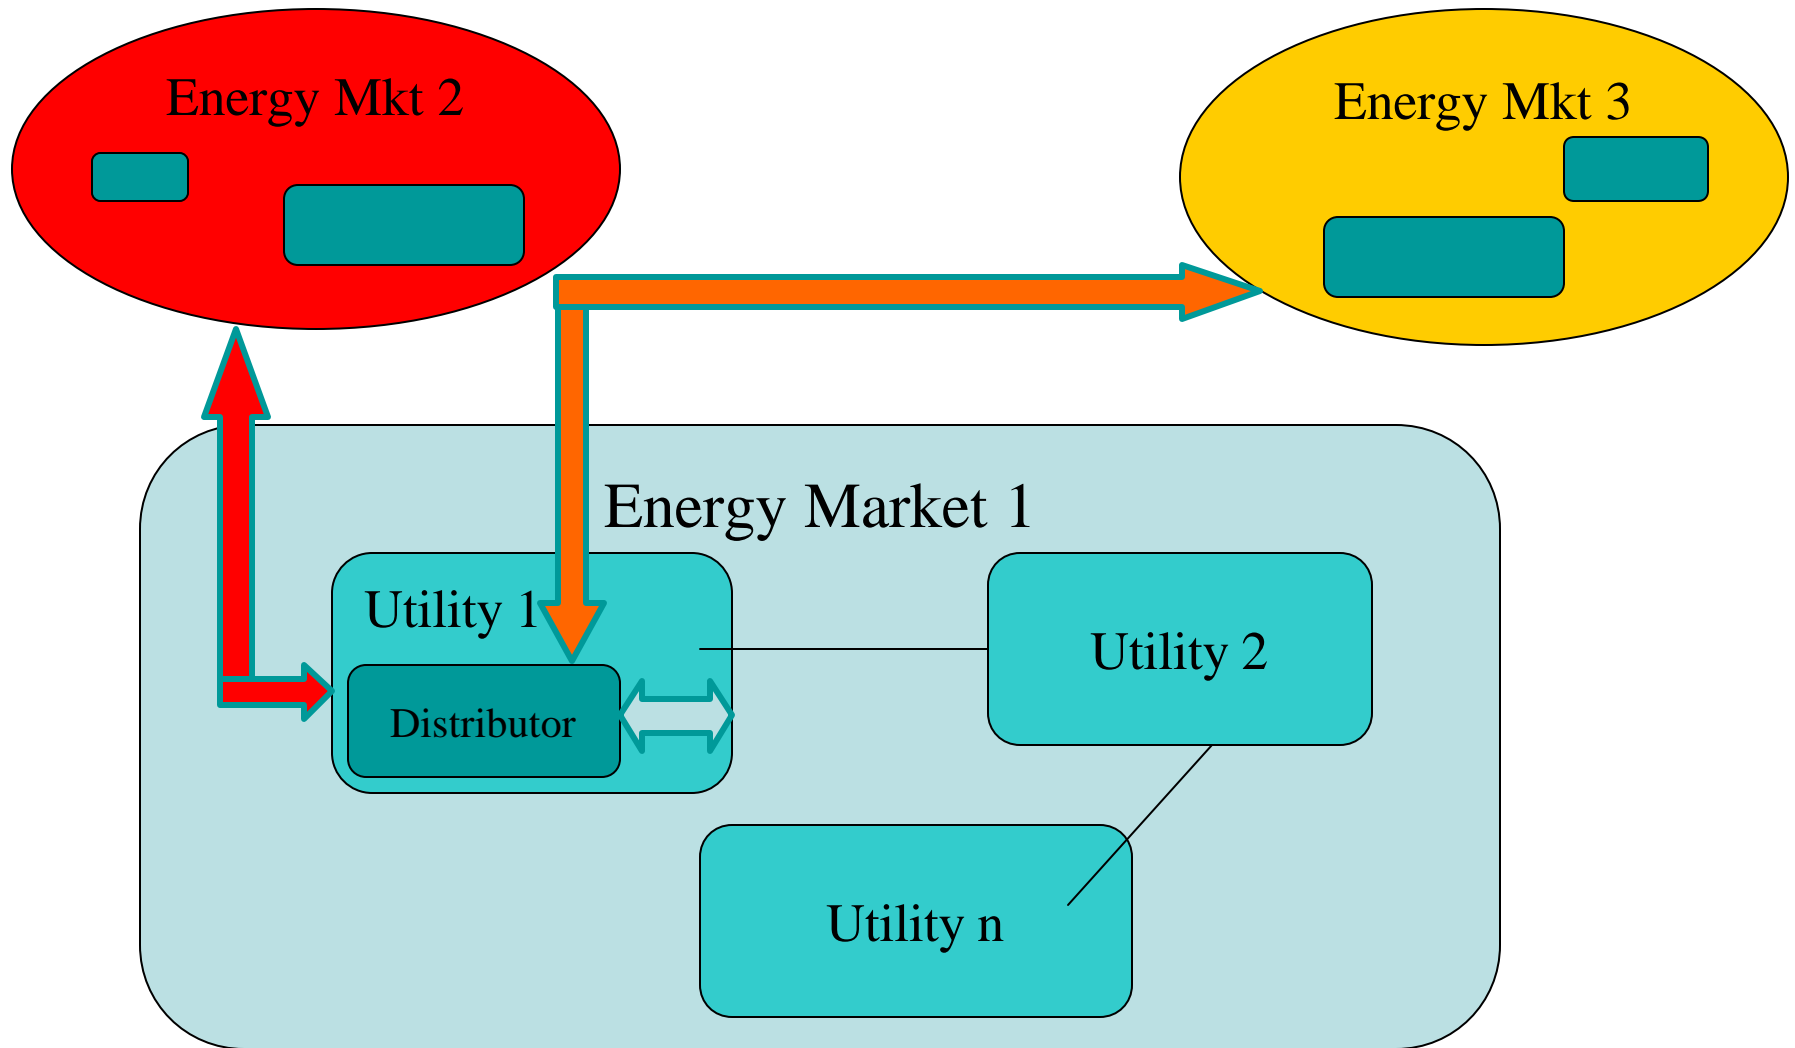 Energy Mkt 2
Energy Mkt 3
Energy Market 1
Utility 1
Utility 2
Distributor
Utility n